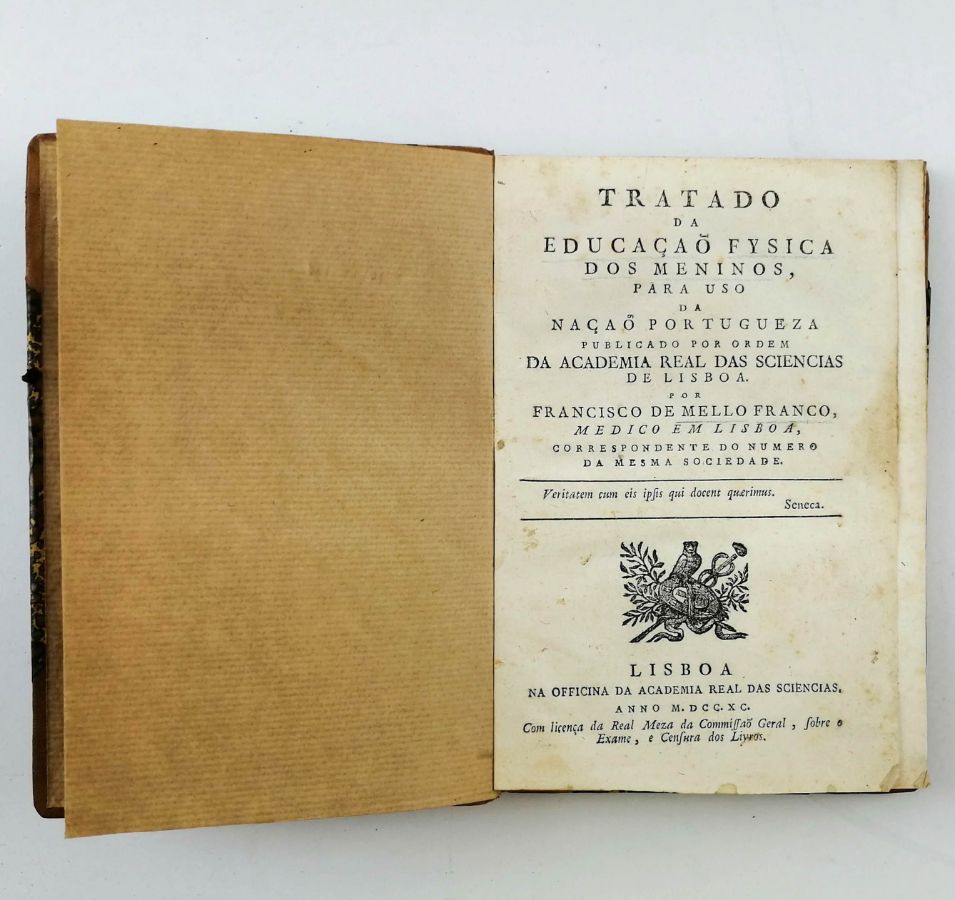 TRATADO
DA
EDUCAÇAÕ FYSICA
DOS MENINOS,
PARA USO
DA
NAÇAÕ PORTUGUEZA
PUBLICADO POR ORDEM
DA ACADEMIA REAL DAS SCIENCIAS
DE LISBOA.
POR
FRANCISCO DE MELLO FRANCO,
MEDICO EM LISBOA,
CORRESPONDENTE DO NUMERO
DA MESMA SOCIEDADE.
Veritatem cum eis ipſis qui docent quærimus.
Seneca.
LISBOA
NA OFFICINA DA ACADEMIA REAL DAS SCIENCIAS.
ANNO M. DCC. XC.
Com licença da Real Meza da Commiſſaõ Geral, ſobre o
Exame, e Cenſura dos Livros.